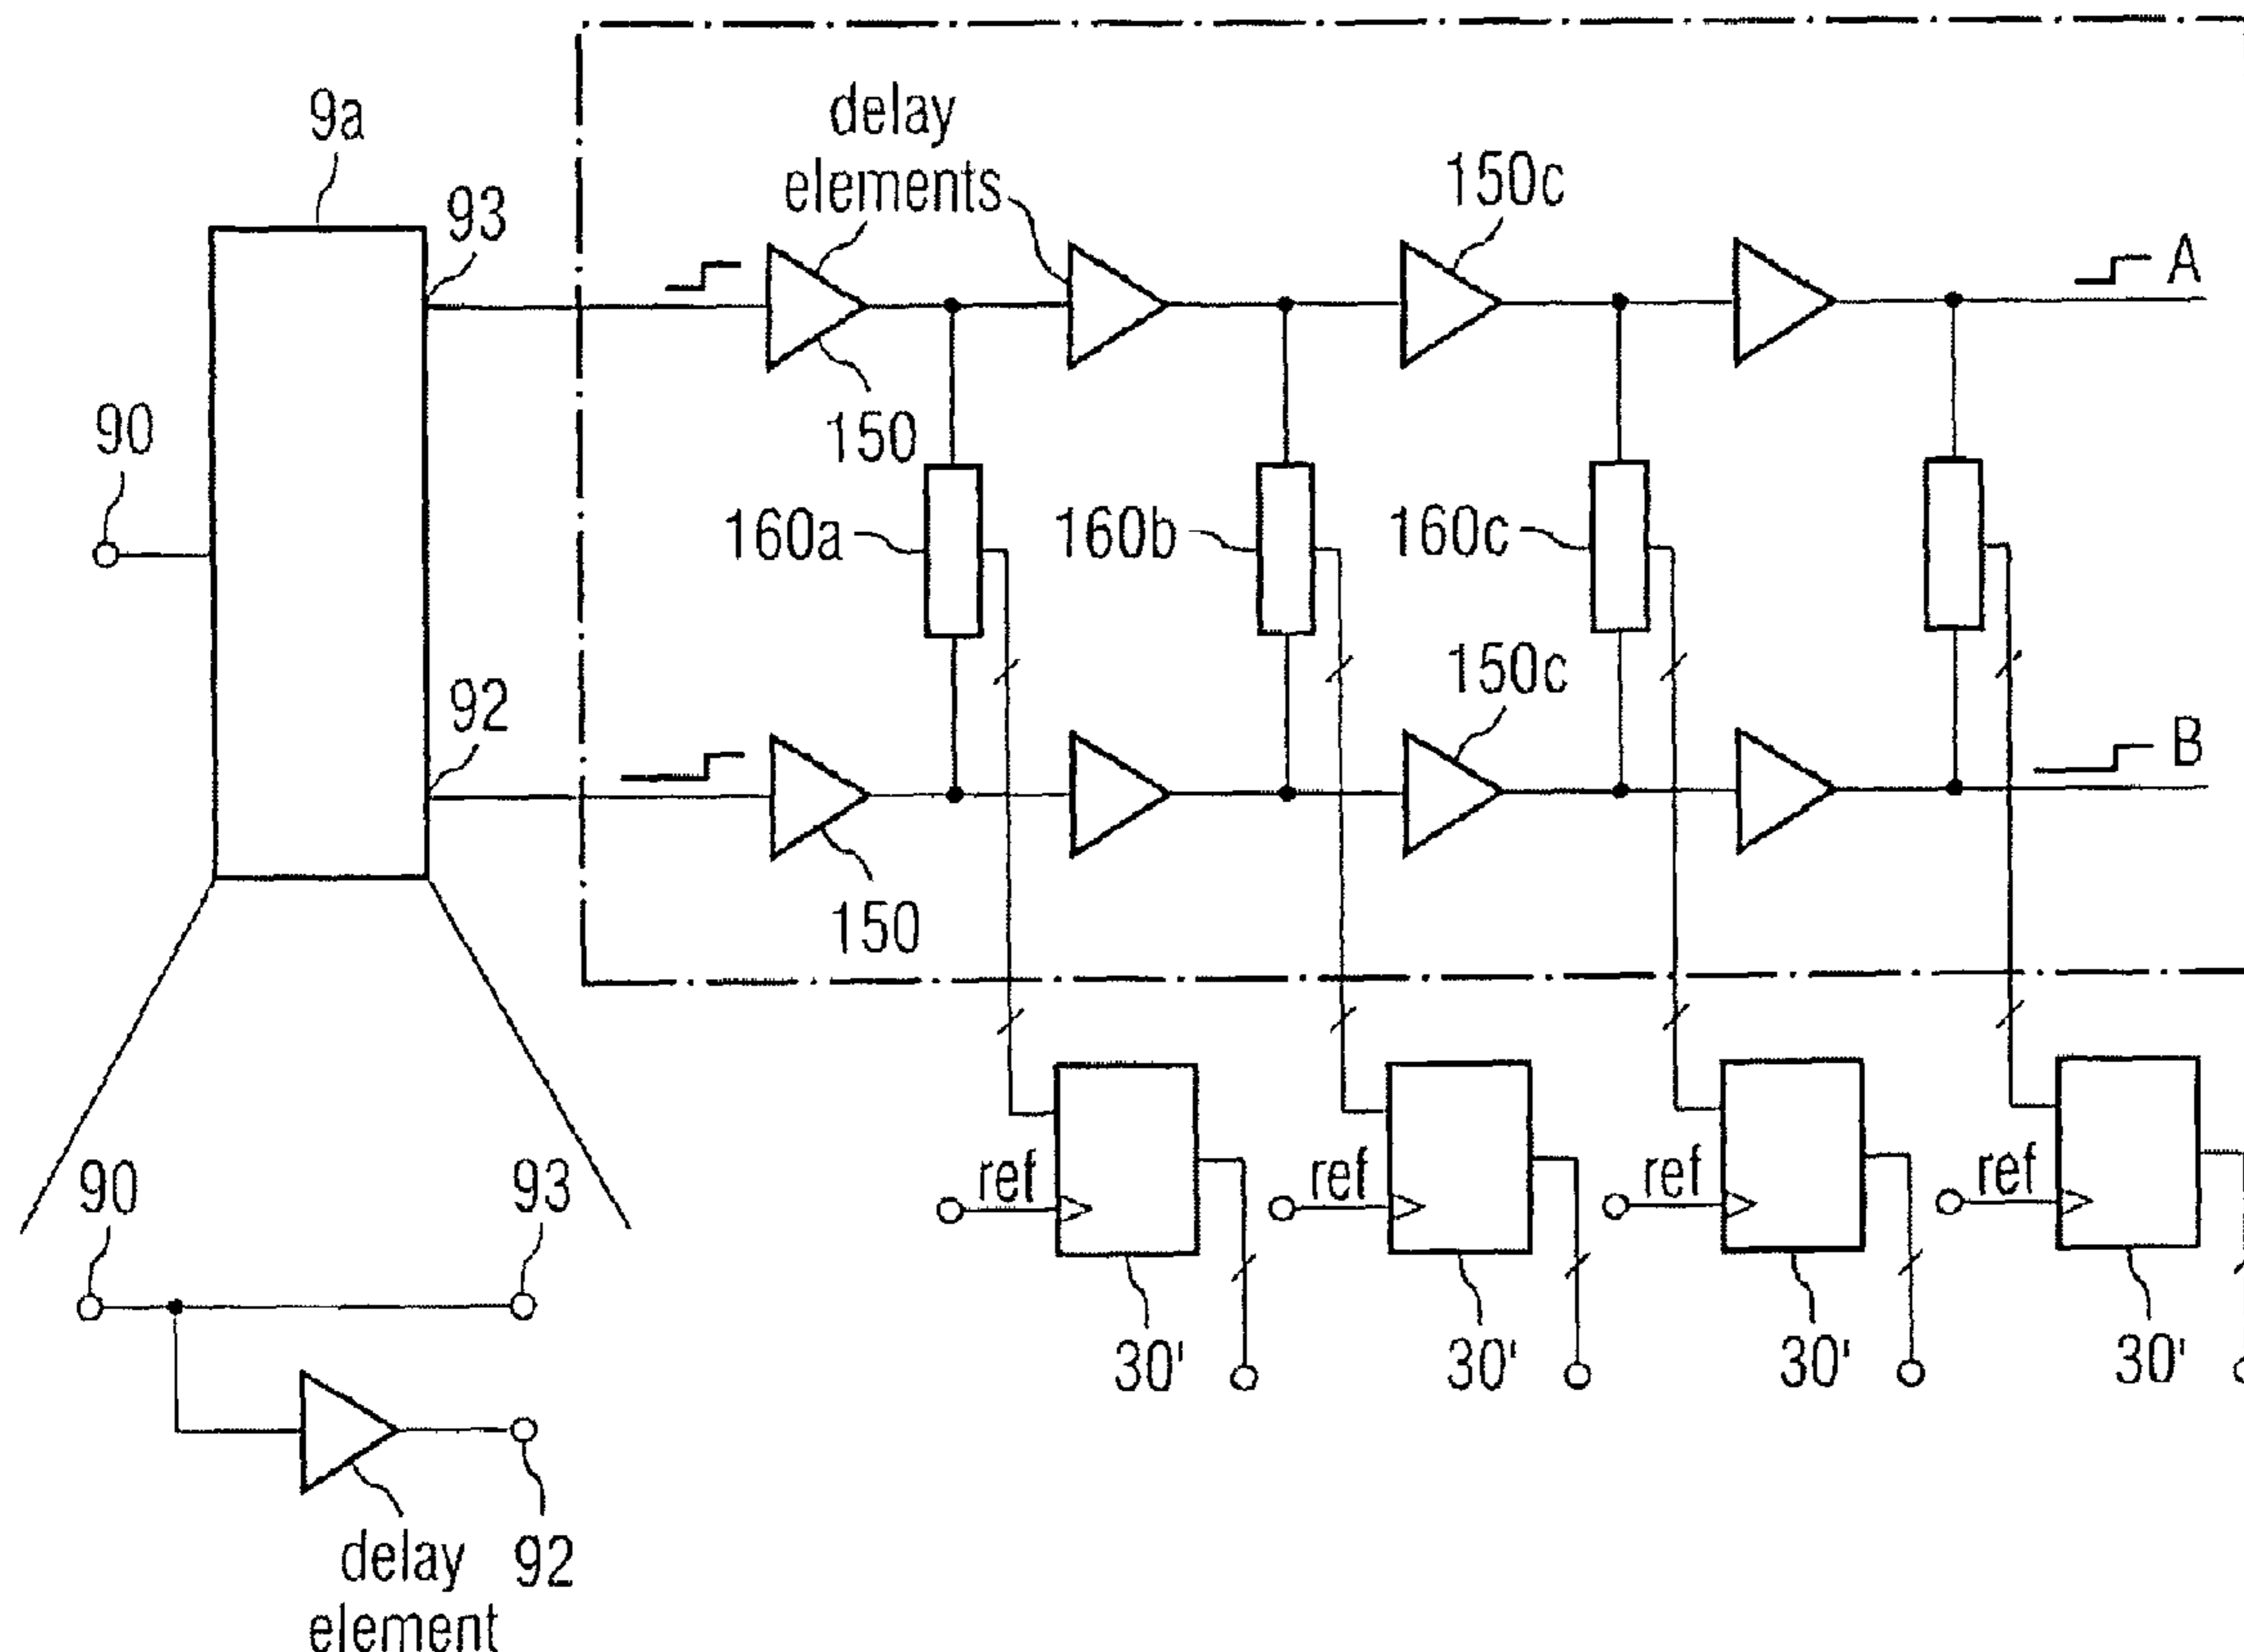 delay
elements
9a
93
150c
A
90
150
160a
160b
160c
92
150c
B
150
90
93
ref
ref
ref
ref
30'
30'
30'
30'
delay
element
92